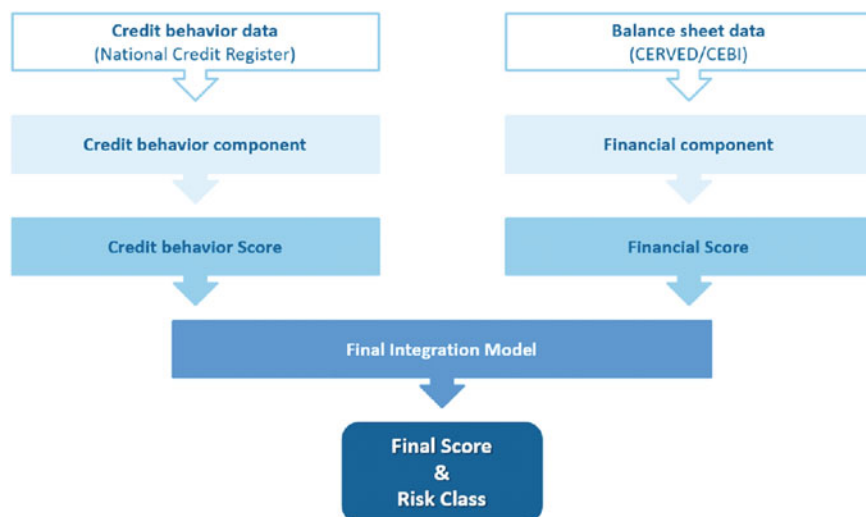 Credit behavior data
(National Credit Register)
Balance sheet data
(CERVED/CEBI)
Credit behavior component
Financial component
Credit behavior Score
Financial Score
Final Integration Model
Final Score
&
Risk Class